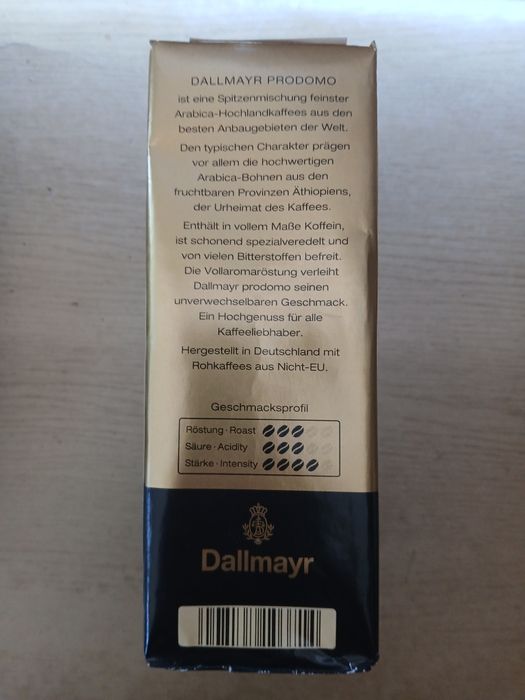 DALLMAYR PRODOMO
ist eine Spitzenmischung feinster
Arabica-Hochlandkaffees aus den
besten Anbaugebieten der Welt.
Den typischen Charakter prägen
vor allem die hochwertigen
Arabica-Bohnen aus den
fruchtbaren Provinzen Äthiopiens,
der Urheimat des Kaffees.
Enthält in vollem Maße Koffein,
ist schonend spezialveredelt und
von vielen Bitterstoffen befreit.
Die Vollaromaröstung verleiht
Dallmayr prodomo seinen
unverwechselbaren Geschmack.
Ein Hochgenuss für alle
Kaffeeliebhaber.
Hergestellt in Deutschland mit
Rohkaffees aus Nicht-EU.
Geschmacksprofil
Röstung · Roast
Säure · Acidity
Stärke · Intensity
Dallmayr